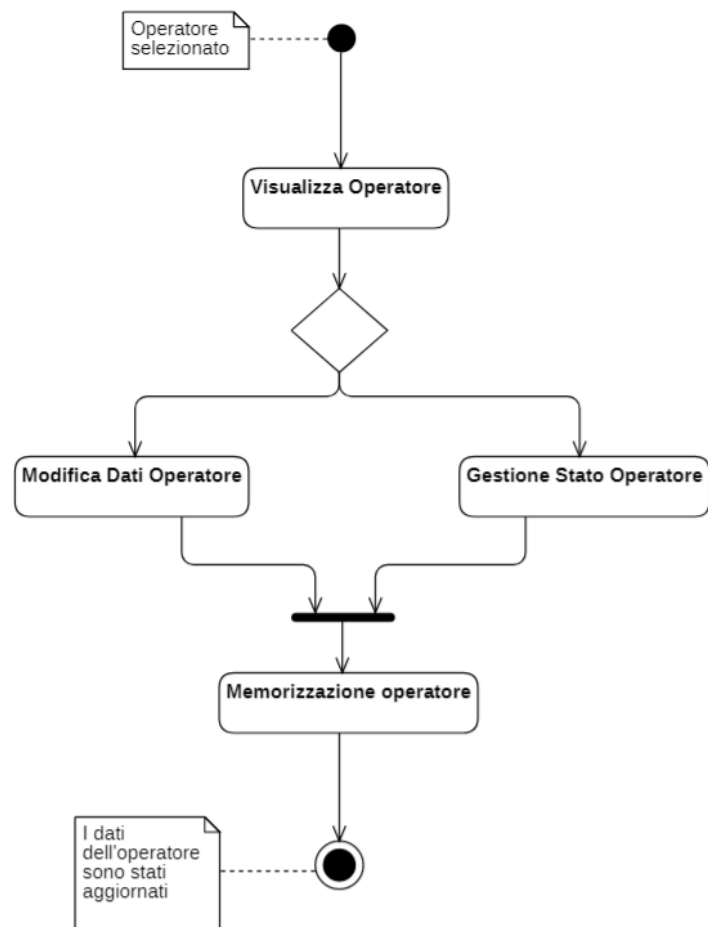 Operatore
selezionato
Visualizza Operatore
Modifica Dati Operatore
Gestione Stato Operatore
Memorizzazione operatore
I dati
dell'operatore
sono stati
aggiornati